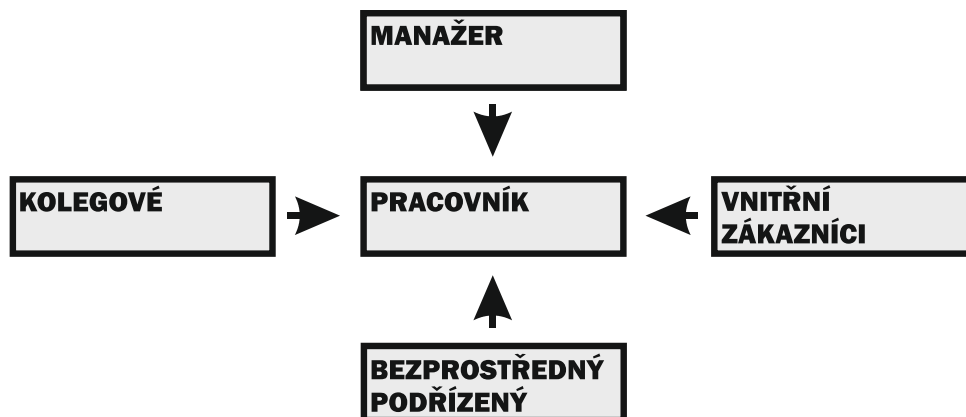 MANAŽER
KOLEGOVÉ
PRACOVNÍK
VNITŘNÍ
ZÁKAZNÍCI
BEZPROSTŘEDNÝ
PODŘÍZENÝ